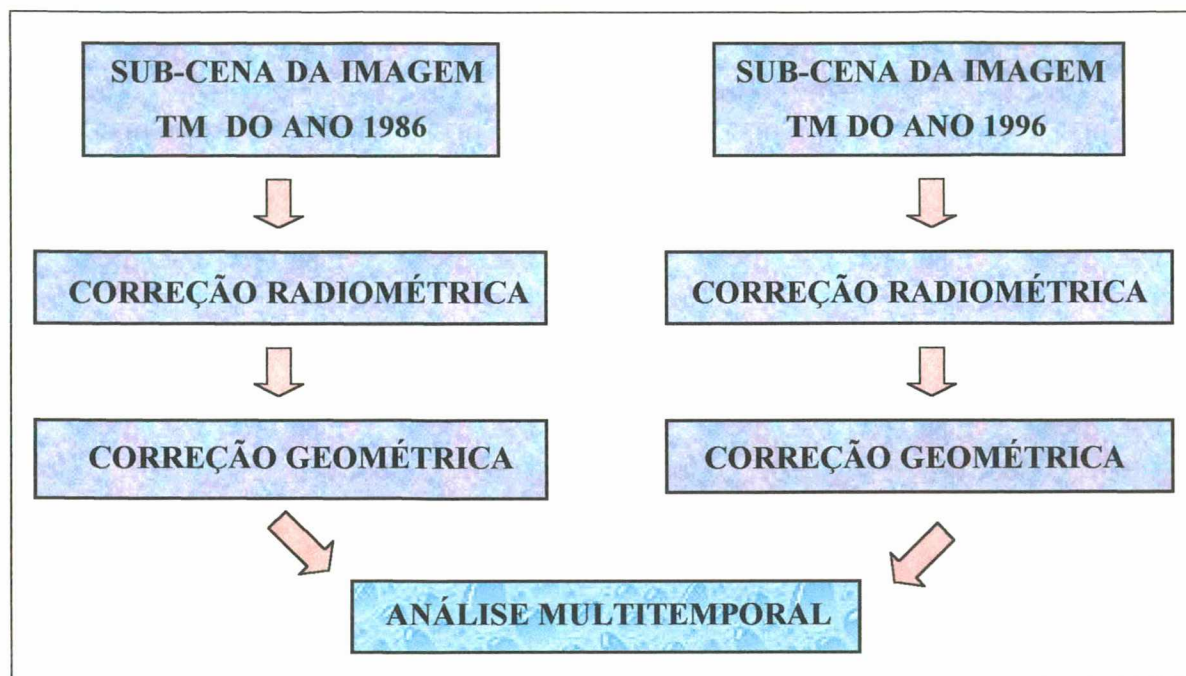 SUB-CENA DA IMAGEM
TM DO ANO 1986
CORREÇÃO RADIOMÉTRICA
CORREÇÃO GEOMÉTRICA
SUB-CENA DA IMAGEM
TM DO ANO 1996
CORREÇÃO RADIOMÉTRICA
CORREÇÃO GEOMÉTRICA
ANÁLISE MULTITEMPORAL